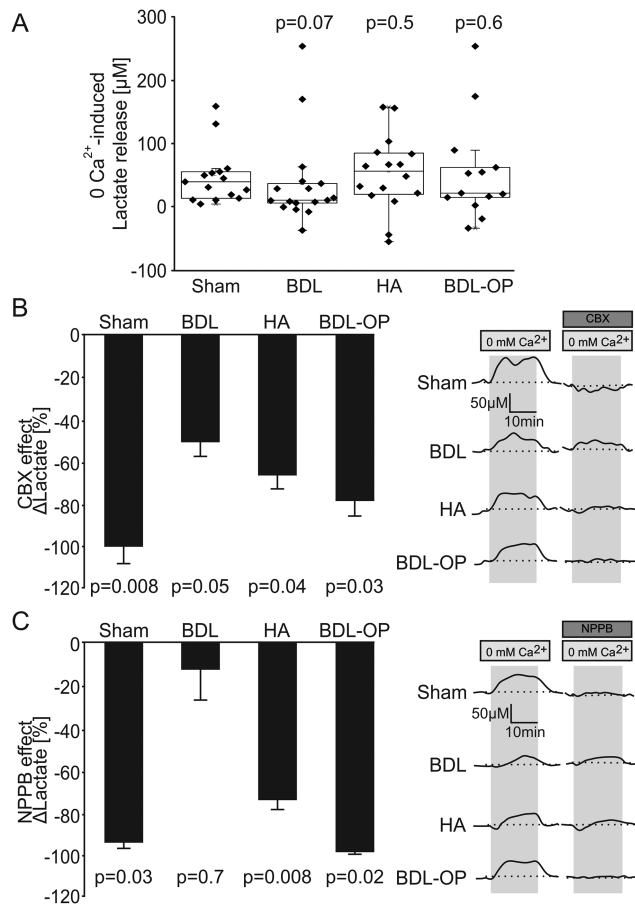 A
0 Ca2+-induced
Lactate release [µM]
300
200
100
0
-100
p=0.07
p=0.5
p=0.6
Sham
BDL
HA
BDL-OP
B
CBX effect
ΔLactate [%]
0
-20
-40
-60
-80
-100
-120
Sham
BDL
HA
BDL-OP
p=0.008
p=0.05
p=0.04
p=0.03
CBX
0 mM Ca2+
0 mM Ca2+
Sham
50µM
10min
BDL
HA
BDL-OP
C
NPPB effect
ΔLactate [%]
0
-20
-40
-60
-80
-100
-120
Sham
BDL
HA
BDL-OP
p=0.03
p=0.7
p=0.008
p=0.02
NPPB
0 mM Ca2+
0 mM Ca2+
Sham
50µM
10min
BDL
HA
BDL-OP